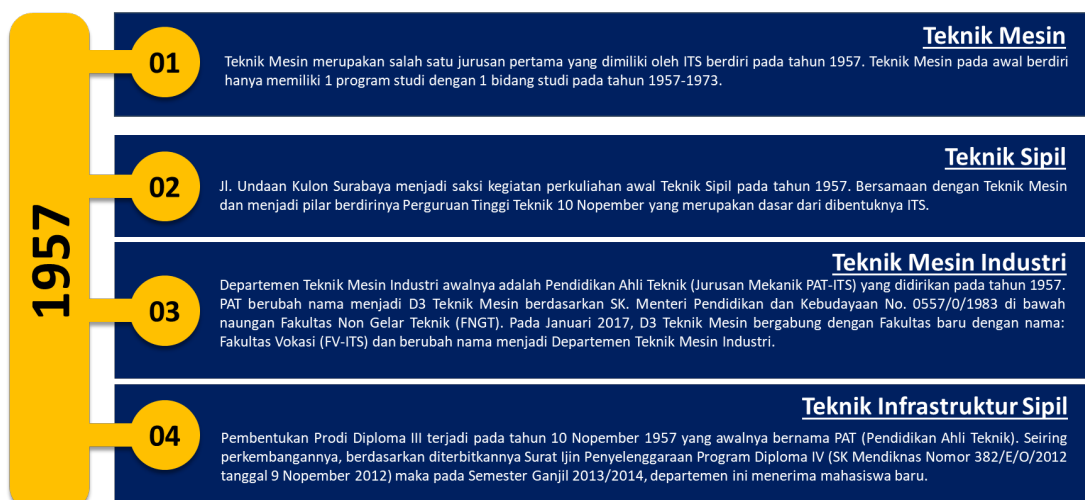 1957
01
Teknik Mesin
Teknik Mesin merupakan salah satu jurusan pertama yang dimiliki oleh ITS berdiri pada tahun 1957. Teknik Mesin pada awal berdiri
hanya memiliki 1 program studi dengan 1 bidang studi pada tahun 1957-1973.
02
Teknik Sipil
Jl. Undaan Kulon Surabaya menjadi saksi kegiatan perkuliahan awal Teknik Sipil pada tahun 1957. Bersamaan dengan Teknik Mesin
dan menjadi pilar berdirinya Perguruan Tinggi Teknik 10 Nopember yang merupakan dasar dari dibentuknya ITS.
03
Teknik Mesin Industri
Departemen Teknik Mesin Industri awalnya adalah Pendidikan Ahli Teknik (Jurusan Mekanik PAT-ITS) yang didirikan pada tahun 1957.
PAT berubah nama menjadi D3 Teknik Mesin berdasarkan SK. Menteri Pendidikan dan Kebudayaan No. 0557/0/1983 di bawah
naungan Fakultas Non Gelar Teknik (FNGT). Pada Januari 2017, D3 Teknik Mesin bergabung dengan Fakultas baru dengan nama:
Fakultas Vokasi (FV-ITS) dan berubah nama menjadi Departemen Teknik Mesin Industri.
04
Teknik Infrastruktur Sipil
Pembentukan Prodi Diploma III terjadi pada tahun 10 Nopember 1957 yang awalnya bernama PAT (Pendidikan Ahli Teknik). Seiring
perkembangannya, berdasarkan diterbitkannya Surat Ijin Penyelenggaraan Program Diploma IV (SK Mendiknas Nomor 382/E/O/2012
tanggal 9 Nopember 2012) maka pada Semester Ganjil 2013/2014, departemen ini menerima mahasiswa baru.